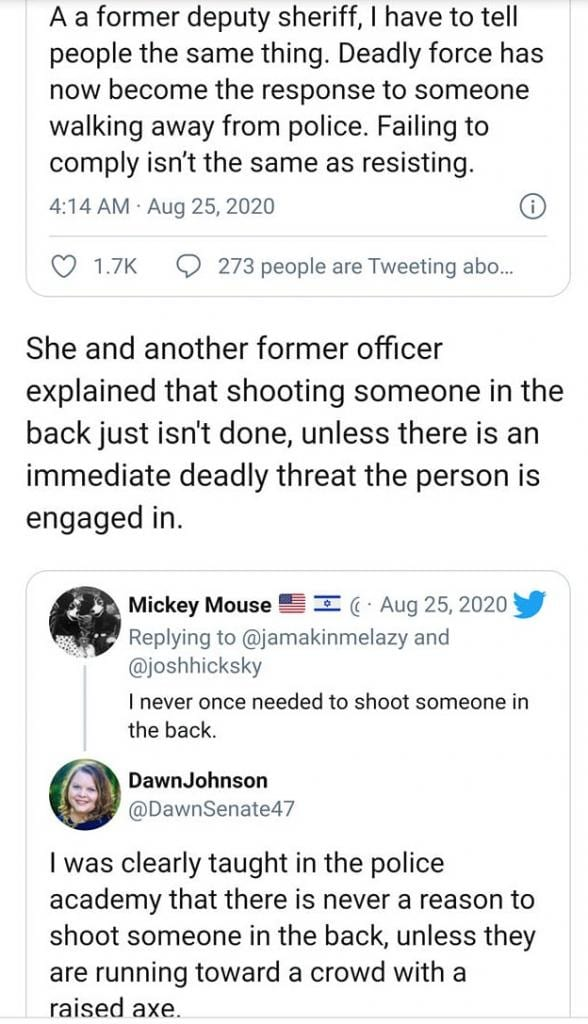 A a former deputy sheriff, I have to tell
people the same thing. Deadly force has
now become the response to someone
walking away from police. Failing to
comply isn't the same as resisting.
4:14 AM · Aug 25, 2020
1.7K 273 people are Tweeting abo...
She and another former officer
explained that shooting someone in the
back just isn't done, unless there is an
immediate deadly threat the person is
engaged in.
Mickey Mouse 🇺🇸 🇮🇱 ( · Aug 25, 2020
Replying to @jamakinmelazy and
@joshhicksky
I never once needed to shoot someone in
the back.
DawnJohnson
@DawnSenate47
I was clearly taught in the police
academy that there is never a reason to
shoot someone in the back, unless they
are running toward a crowd with a
raised axe.